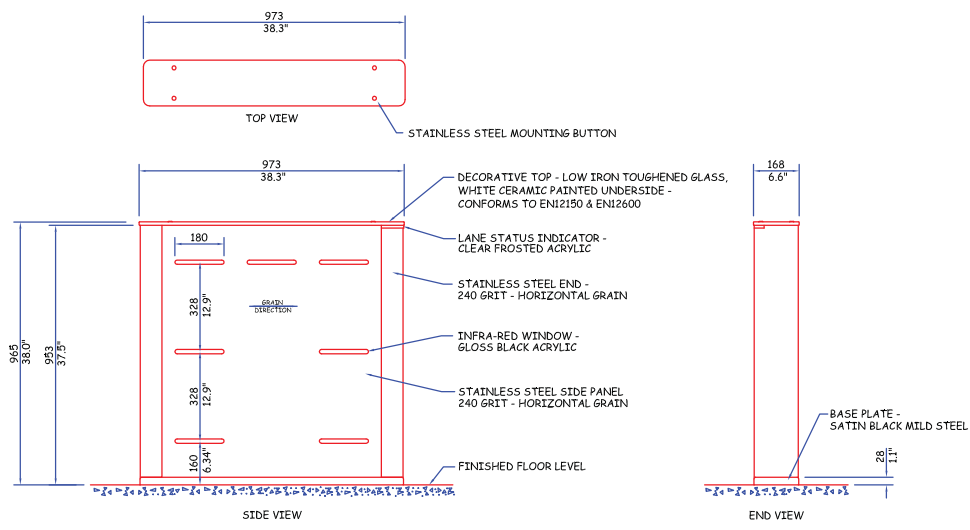 973
38.3"
TOP VIEW
STAINLESS STEEL MOUNTING BUTTON
973
38.3"
168
6.6"
DECORATIVE TOP - LOW IRON TOUGHENED GLASS,
WHITE CERAMIC PAINTED UNDERSIDE -
CONFORMS TO EN12150 & EN12600
180
LANE STATUS INDICATOR -
CLEAR FROSTED ACRYLIC
STAINLESS STEEL END -
240 GRIT - HORIZONTAL GRAIN
328
12.9"
GRAIN
DIRECTION
965
38.0"
953
37.5"
INFRA-RED WINDOW -
GLOSS BLACK ACRYLIC
328
12.9"
STAINLESS STEEL SIDE PANEL
240 GRIT - HORIZONTAL GRAIN
BASE PLATE -
SATIN BLACK MILD STEEL
160
6.34"
FINISHED FLOOR LEVEL
28
1.1"
SIDE VIEW
END VIEW